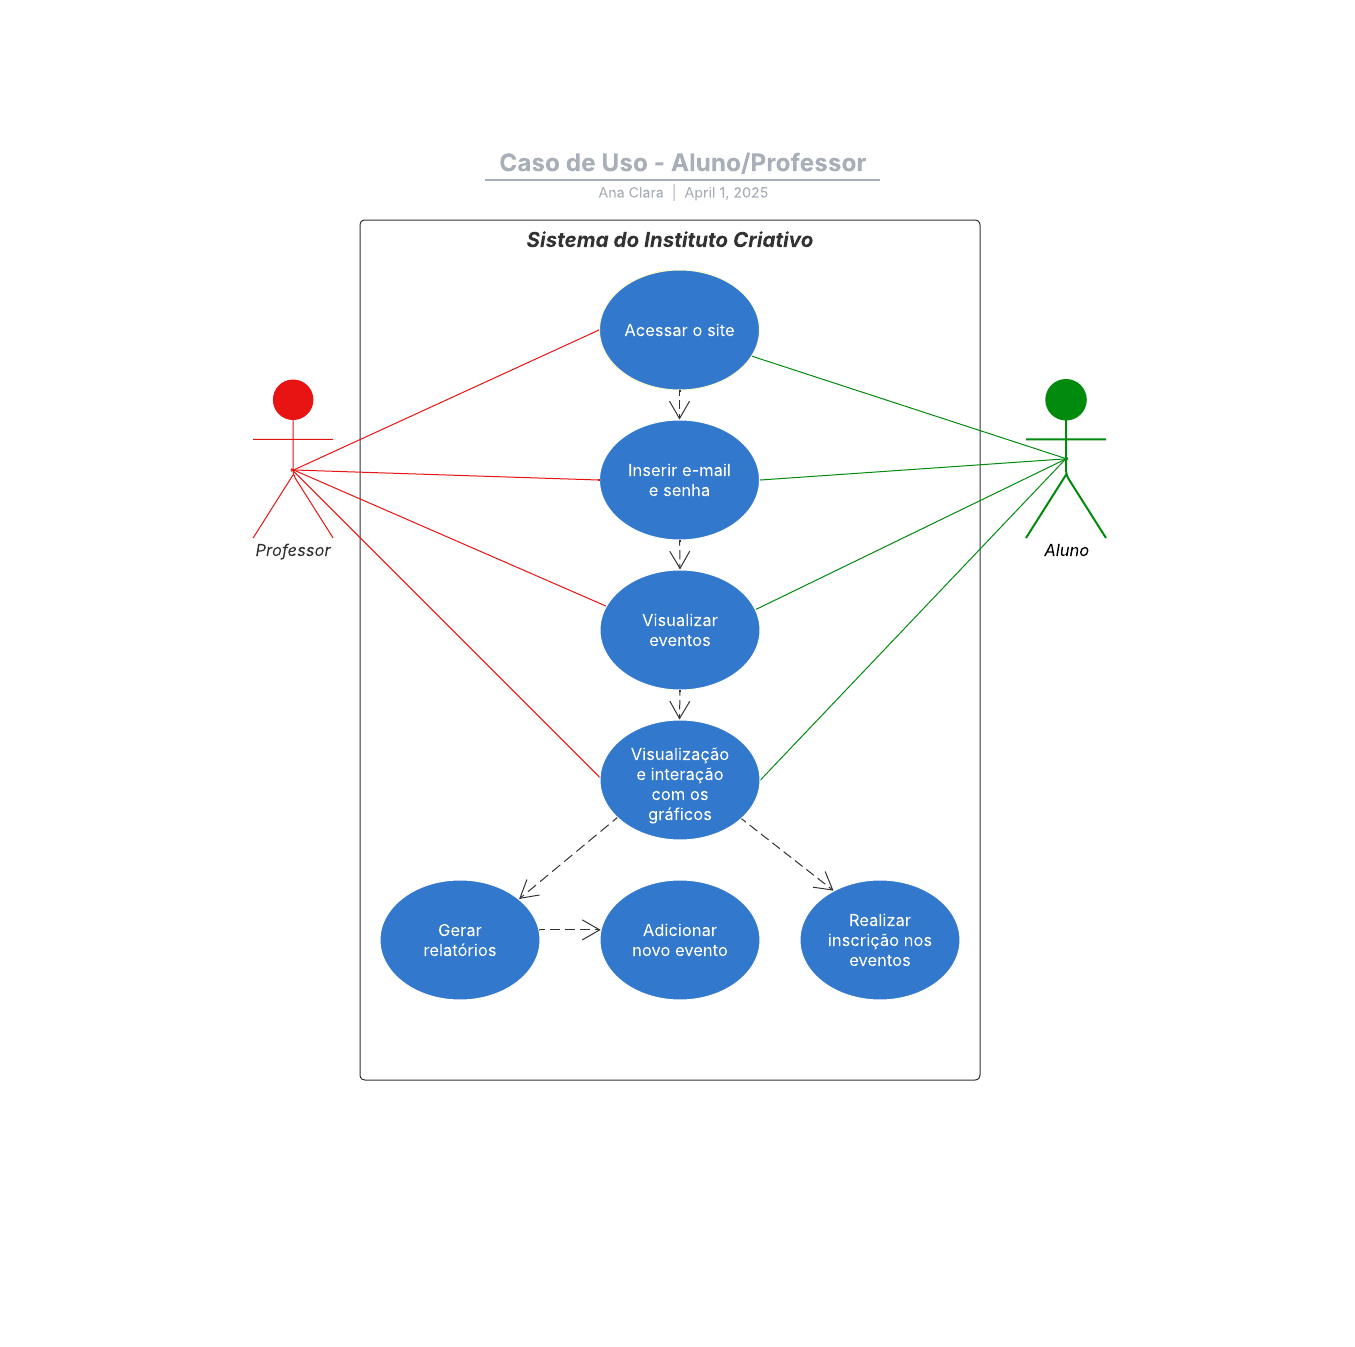 Caso de Uso - Aluno/Professor
Ana Clara | April 1, 2025
Sistema do Instituto Criativo
Acessar o site
Inserir e-mail
e senha
Professor
Aluno
Visualizar
eventos
Visualização
e interação
com os
gráficos
Gerar
relatórios
Adicionar
novo evento
Realizar
inscrição nos
eventos